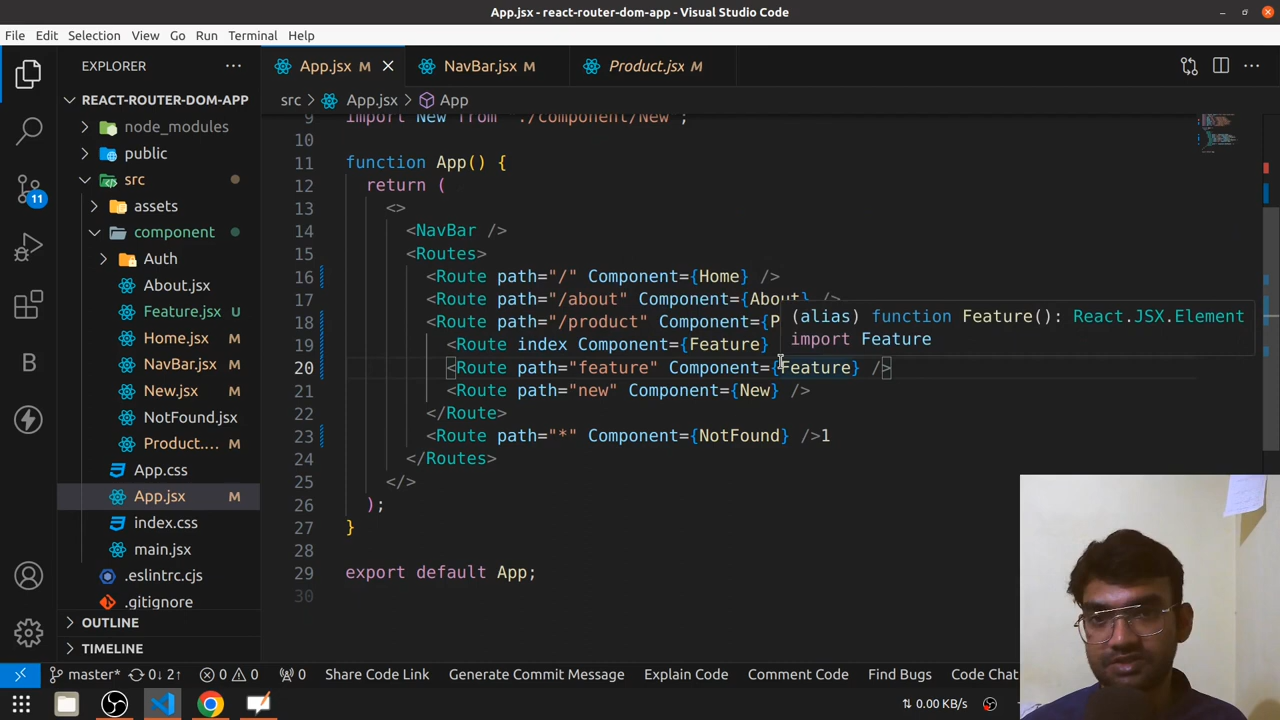 App.jsx - react-router-dom-app - Visual Studio Code
File Edit Selection View Go Run Terminal Help
EXPLORER
App.jsx M
NavBar.jsx M
Product.jsx M
REACT-ROUTER-DOM-APP
src > App.jsx > App
node_modules
public
src
assets
component
Auth
About.jsx
Feature.jsx U
Home.jsx M
NavBar.jsx M
New.jsx M
NotFound.jsx
Product.... M
App.css
App.jsx M
index.css
main.jsx
.eslintrc.cjs
.gitignore
OUTLINE
TIMELINE
9 import New from "./component/New";
10
11 function App() {
12 return (
13 <>
14 <NavBar />
15 <Routes>
16 <Route path="/" Component={Home} />
17 <Route path="/about" Component={About} />
18 <Route path="/product" Component={P
19 <Route index Component={Feature}
20 <Route path="feature" Component={Feature} />
21 <Route path="new" Component={New} />
22 </Route>
23 <Route path="*" Component={NotFound} />1
24 </Routes>
25 </>
26 );
27 }
28
29 export default App;
30
(alias) function Feature(): React.JSX.Element
import Feature
11
B
master* 0↓ 2↑ 0 0 0 Share Code Link Generate Commit Message Explain Code Comment Code Find Bugs Code Chat
0.00 KB/s